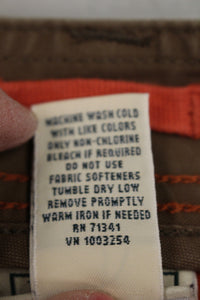 MACHINE WASH COLD
WITH LIKE COLORS
ONLY NON-CHLORINE
BLEACH IF REQUIRED
DO NOT USE
FABRIC SOFTENERS
TUMBLE DRY LOW
REMOVE PROMPTLY
WARM IRON IF NEEDED
RN 71341
VN 1003254